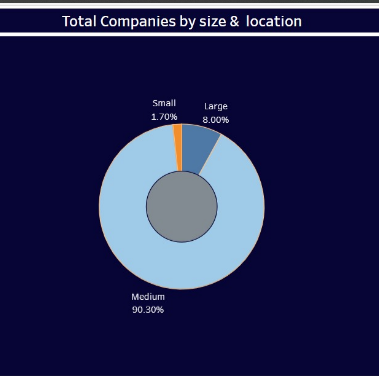 Total Companies by size & location
Small
1.70%
Large
8.00%
Medium
90.30%